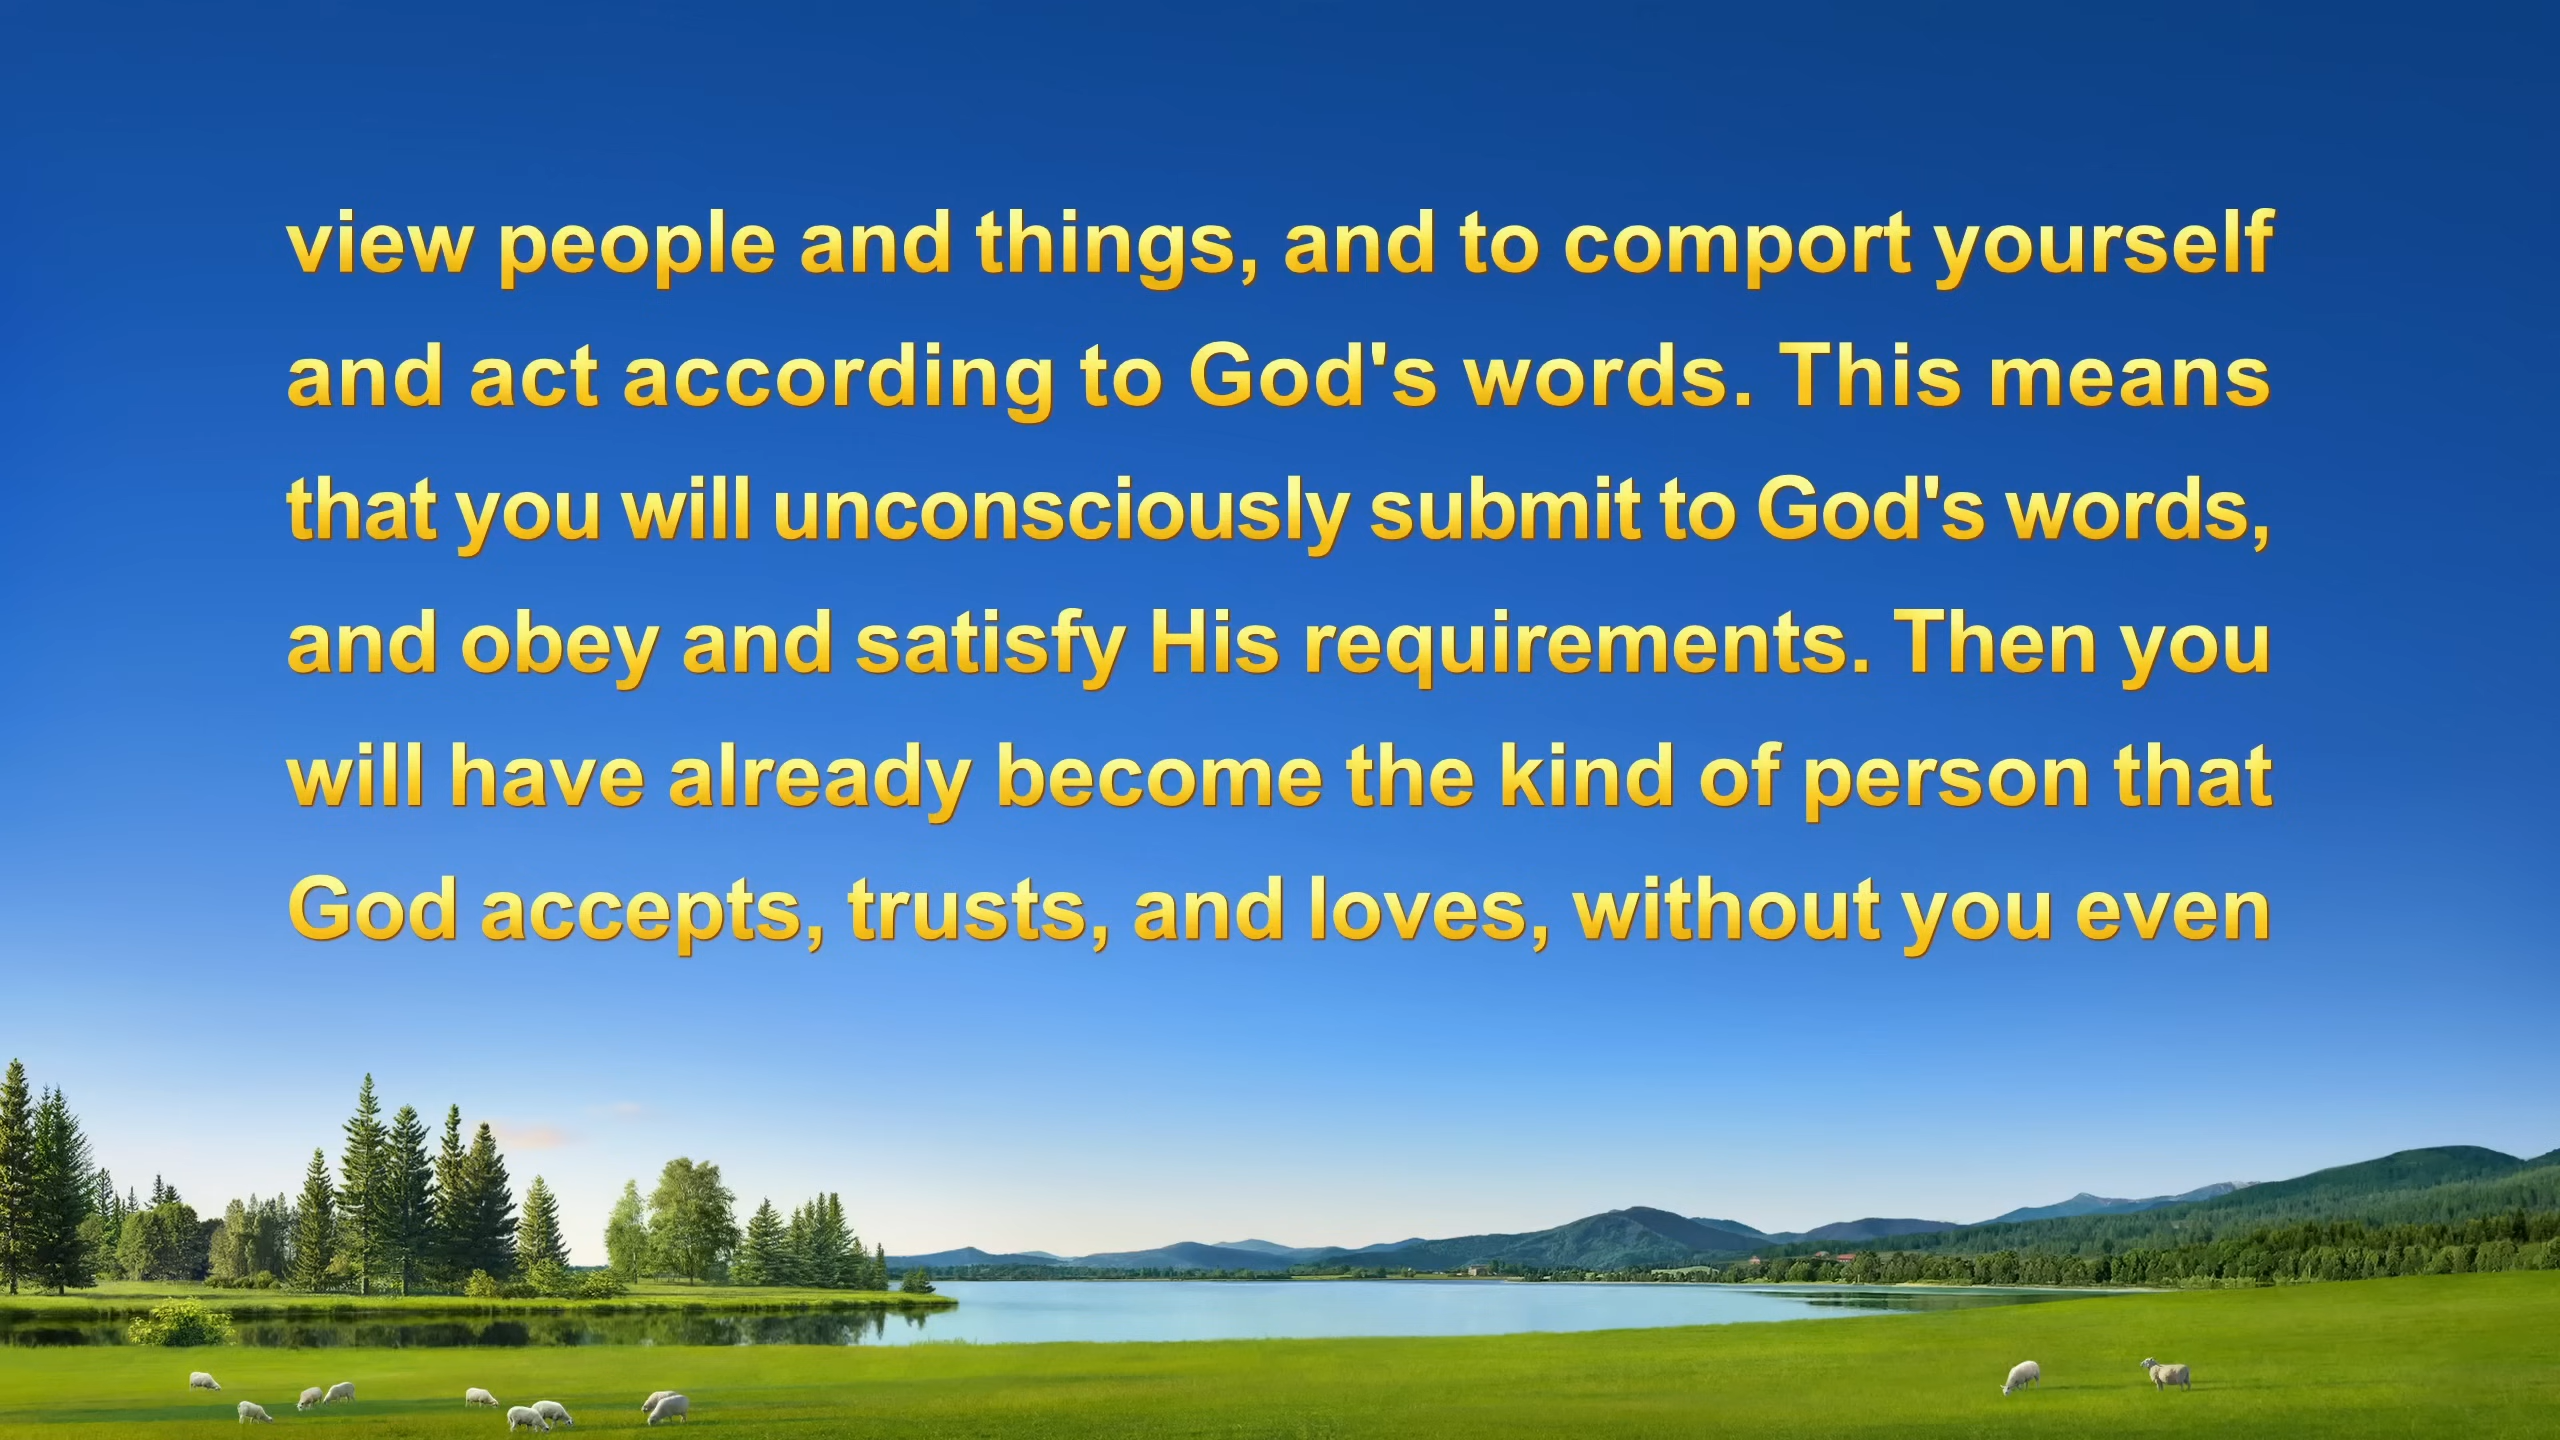 view people and things, and to comport yourself
and act according to God's words. This means
that you will unconsciously submit to God's words,
and obey and satisfy His requirements. Then you
will have already become the kind of person that
God accepts, trusts, and loves, without you even